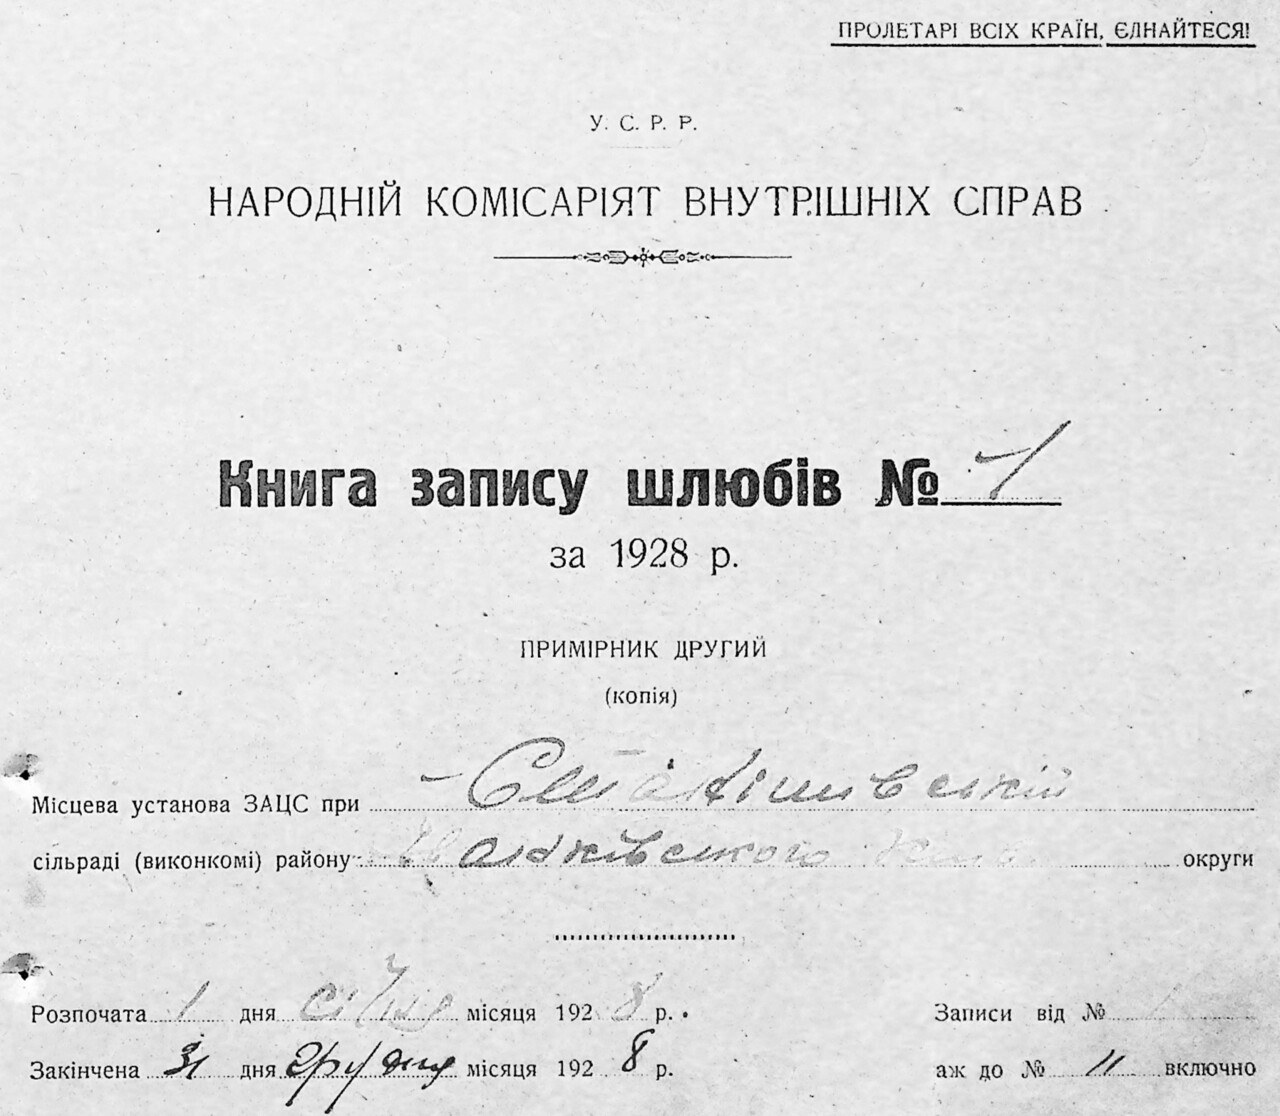 ПРОЛЕТАРІ ВСІХ КРАЇН, ЄДНАЙТЕСЯ!
У. С. Р. Р.
НАРОДНІЙ КОМІСАРІЯТ ВНУТРІШНІХ СПРАВ
Книга запису шлюбів № 1
за 1928 р.
ПРИМІРНИК ДРУГИЙ
(копія)
Місцева установа ЗАЦС при
сільраді (виконкомі) району округи
Розпочата 1 дня січня місяця 1928 р.
Записи від №
Закінчена 31 дня грудня місяця 1928 р.
аж до № 11 включно